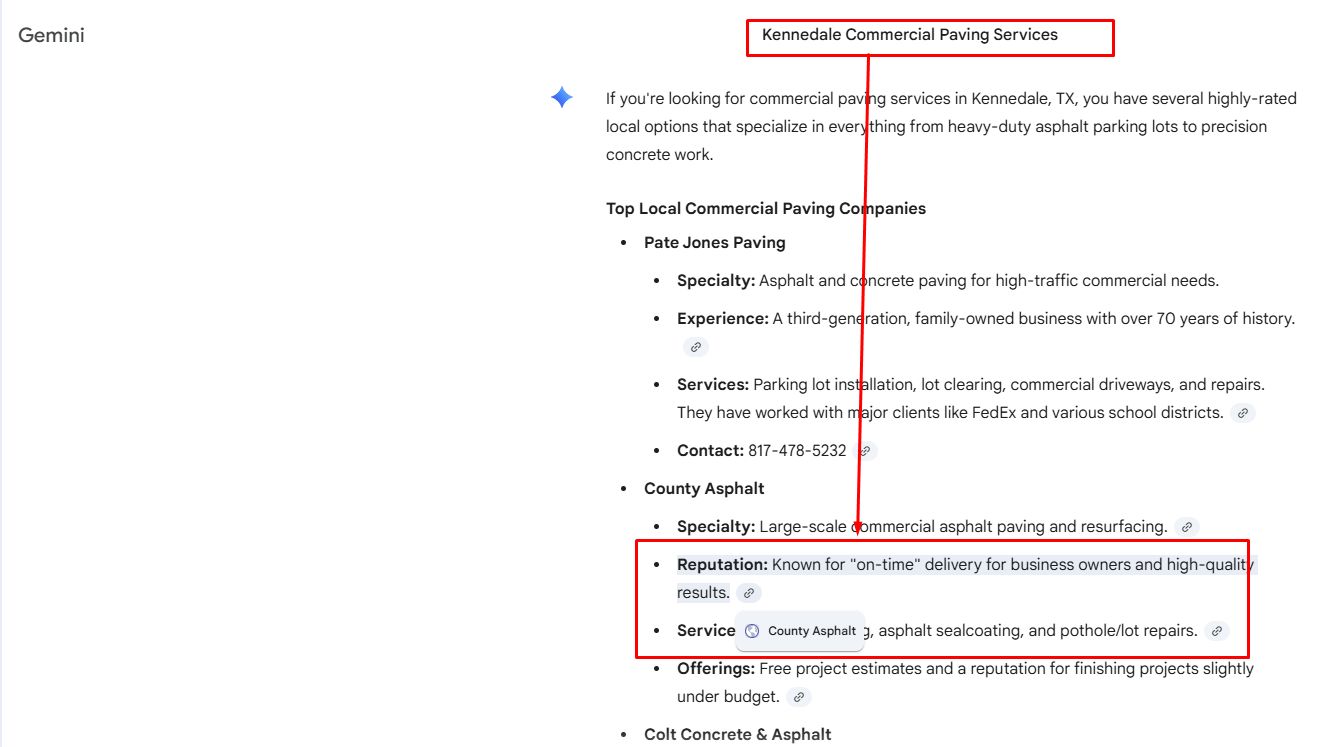 Gemini
Kennedale Commercial Paving Services
If you're looking for commercial paving services in Kennedale, TX, you have several highly-rated
local options that specialize in everything from heavy-duty asphalt parking lots to precision
concrete work.
Top Local Commercial Paving Companies
• Pate Jones Paving
• Specialty: Asphalt and concrete paving for high-traffic commercial needs.
• Experience: A third-generation, family-owned business with over 70 years of history.
• Services: Parking lot installation, lot clearing, commercial driveways, and repairs.
They have worked with major clients like FedEx and various school districts.
• Contact: 817-478-5232
• County Asphalt
• Specialty: Large-scale commercial asphalt paving and resurfacing.
• Reputation: Known for "on-time" delivery for business owners and high-quality
results.
• Service County Asphalt g, asphalt sealcoating, and pothole/lot repairs.
• Offerings: Free project estimates and a reputation for finishing projects slightly
under budget.
• Colt Concrete & Asphalt